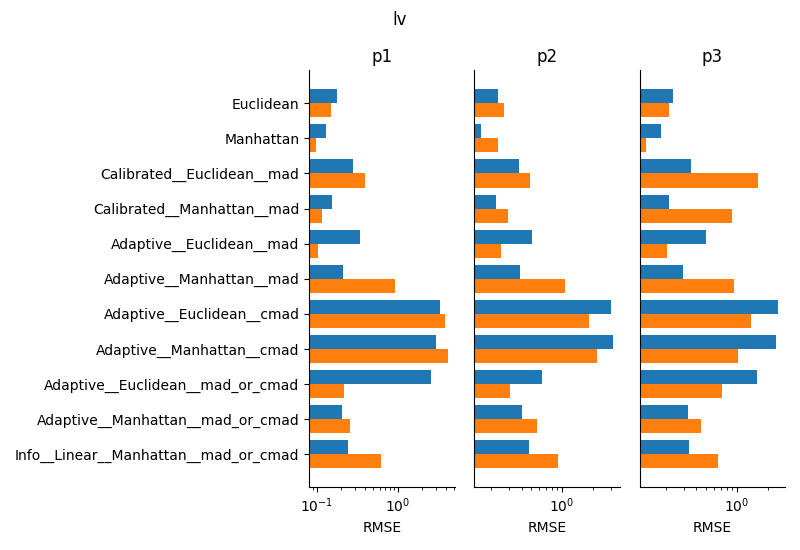 lv
p1 p2 p3
Euclidean
Manhattan
Calibrated__Euclidean__mad
Calibrated__Manhattan__mad
Adaptive__Euclidean__mad
Adaptive__Manhattan__mad
Adaptive__Euclidean__cmad
Adaptive__Manhattan__cmad
Adaptive__Euclidean__mad_or_cmad
Adaptive__Manhattan__mad_or_cmad
Info__Linear__Manhattan__mad_or_cmad
10⁻¹ 10⁰ 10⁰ 10⁰
RMSE RMSE RMSE